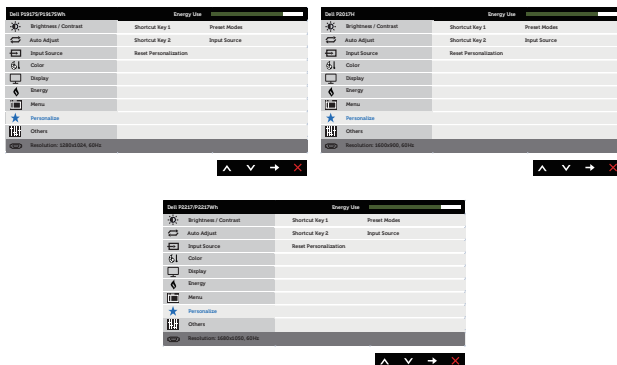 Dell P1917S/P1917SWh Energy Use
Brightness / Contrast Shortcut Key 1 Preset Modes
Auto Adjust Shortcut Key 2 Input Source
Input Source Reset Personalization
Color
Display
Energy
Menu
Personalize
Others
Resolution: 1280x1024, 60Hz
Dell P2017H Energy Use
Brightness / Contrast Shortcut Key 1 Preset Modes
Auto Adjust Shortcut Key 2 Input Source
Input Source Reset Personalization
Color
Display
Energy
Menu
Personalize
Others
Resolution: 1600x900, 60Hz
Dell P2217/P2217Wh Energy Use
Brightness / Contrast Shortcut Key 1 Preset Modes
Auto Adjust Shortcut Key 2 Input Source
Input Source Reset Personalization
Color
Display
Energy
Menu
Personalize
Others
Resolution: 1680x1050, 60Hz